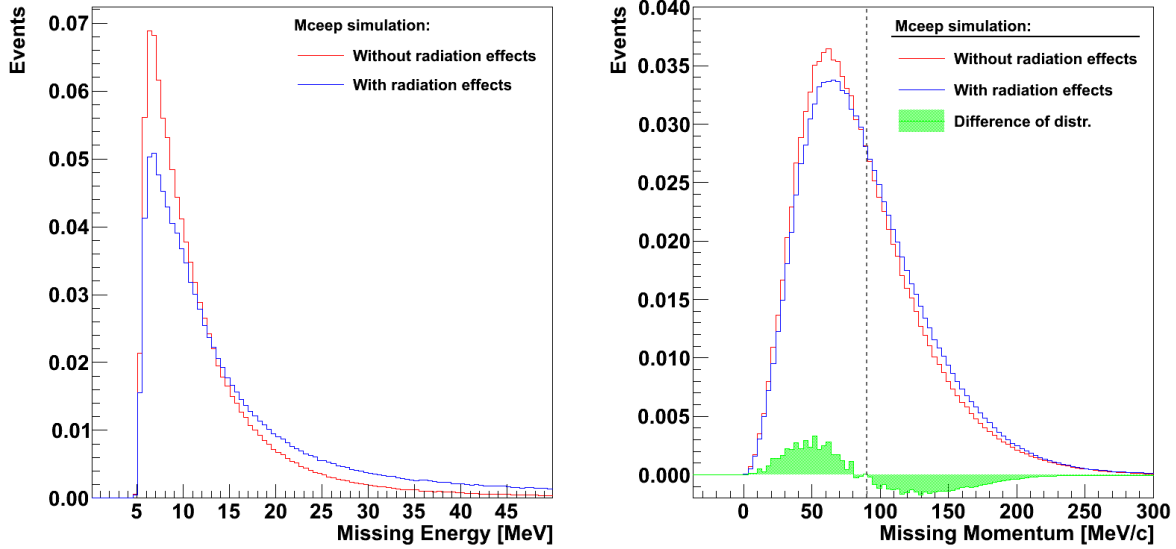 Events
0.07
0.06
0.05
0.04
0.03
0.02
0.01
0.00
5 10 15 20 25 30 35 40 45
Missing Energy [MeV]
Mceep simulation:
Without radiation effects
With radiation effects
Events
0.040
0.035
0.030
0.025
0.020
0.015
0.010
0.005
0.000
0 50 100 150 200 250 300
Missing Momentum [MeV/c]
Mceep simulation:
Without radiation effects
With radiation effects
Difference of distr.